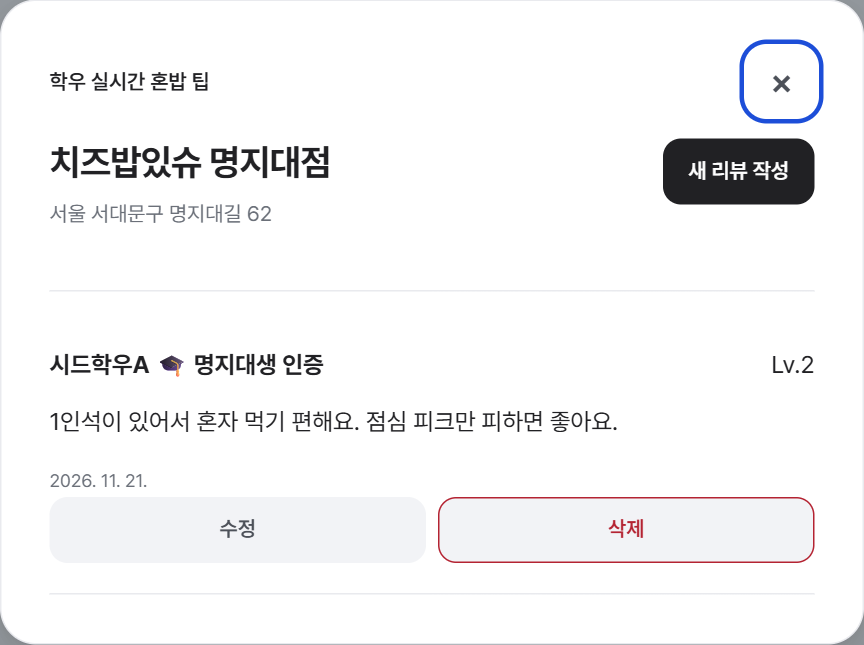 학우 실시간 혼밥 팁
×
치즈밥있슈 명지대점
새 리뷰 작성
서울 서대문구 명지대길 62
시드학우A 🎓 명지대생 인증
Lv.2
1인석이 있어서 혼자 먹기 편해요. 점심 피크만 피하면 좋아요.
2026. 11. 21.
수정
삭제